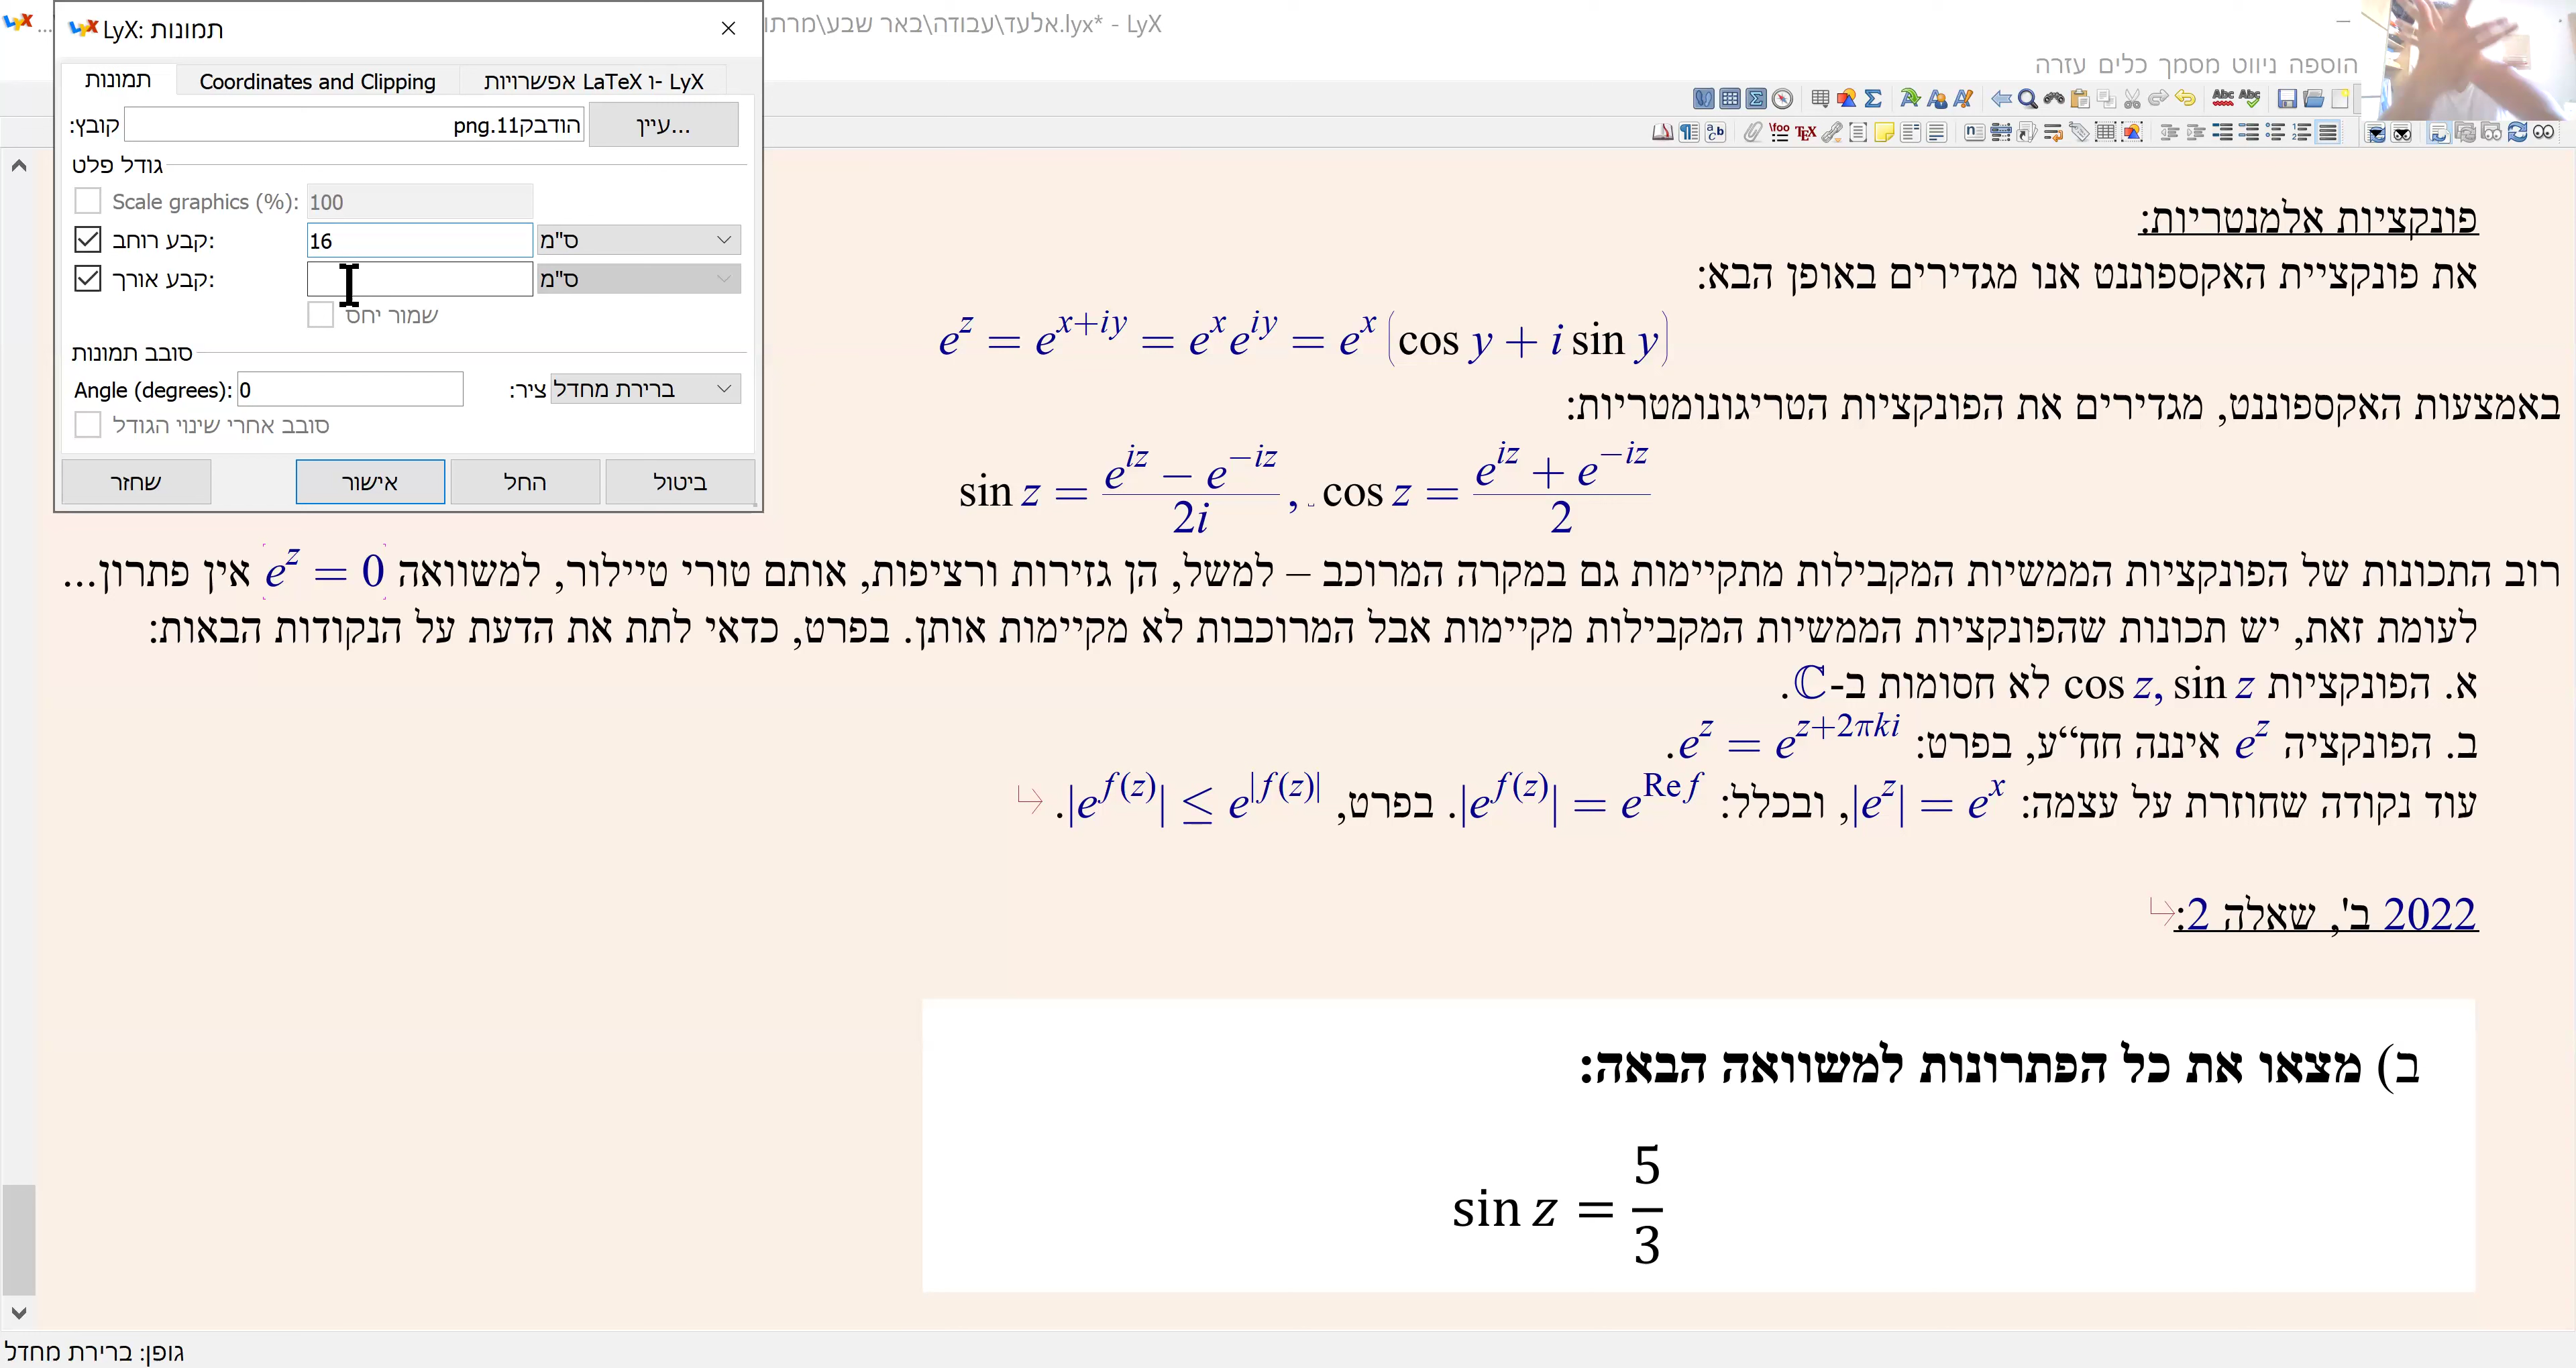 LyX: תמונות
אלעד\עבודה\באר שבע\מרתו
.lyx* - LyX
תמונות
Coordinates and Clipping
אפשרויות LaTeX ו- LyX
קובץ:
הודבק11.png
עיין...
גודל פלט
Scale graphics (%): 100
קבע רוחב: 16 ס"מ
קבע אורך: ס"מ
שמור יחס
סובב תמונות
Angle (degrees): 0
ציר: ברירת מחדל
סובב אחרי שינוי הגודל
שחזר
אישור
החל
ביטול
הוספה ניווט מסמך כלים עזרה
פונקציות אלמנטריות:
את פונקציית האקספוננט אנו מגדירים באופן הבא:
e^z = e^{x+iy} = e^x e^{iy} = e^x (cos y + i sin y)
באמצעות האקספוננט, מגדירים את הפונקציות הטריגונומטריות:
sin z = \frac{e^{iz} − e^{−iz}}{2i}, cos z = \frac{e^{iz} + e^{−iz}}{2}
רוב התכונות של הפונקציות הממשיות המקבילות מתקיימות גם במקרה המרוכב – למשל, הן גזירות ורציפות, אותם טורי טיילור, למשוואה e^z = 0 אין פתרון...
לעומת זאת, יש תכונות שהפונקציות הממשיות המקבילות מקיימות אבל המרוכבות לא מקיימות אותן. בפרט, כדאי לתת את הדעת על הנקודות הבאות:
א. הפונקציות cos z, sin z לא חסומות ב-ℂ.
ב. הפונקציה e^z איננה חח“ע, בפרט: e^z = e^{z+2πki}.
עוד נקודה שחוזרת על עצמה: |e^z| = e^x, ובכלל: |e^{f(z)}| = e^{Re f}. בפרט, |e^{f(z)}| ≤ e^{|f(z)|}.
2022 ב', שאלה 2:
ב) מצאו את כל הפתרונות למשוואה הבאה:
sin z = \frac{5}{3}
גופן: ברירת מחדל